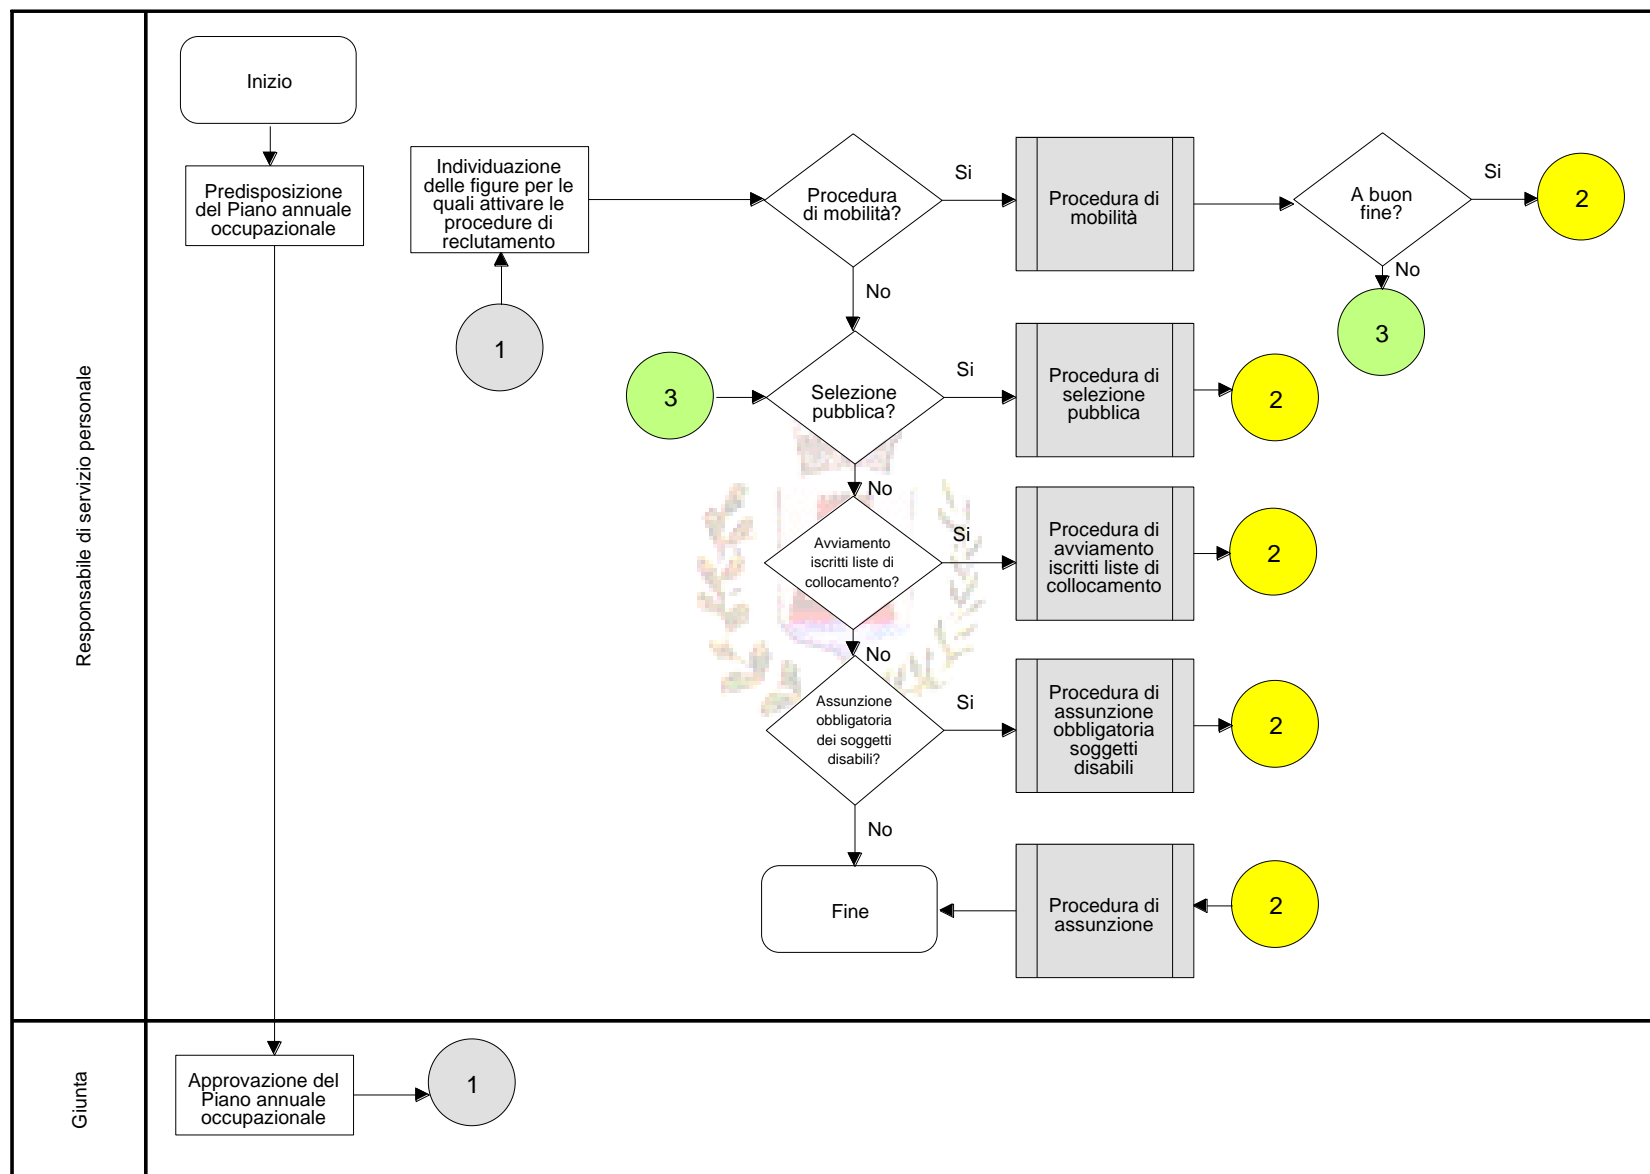 Responsabile di servizio personale
Inizio
Predisposizione
del Piano annuale
occupazionale
Individuazione
delle figure per le
quali attivare le
procedure di
reclutamento
1
Procedura
di mobilità?
Si
Procedura di
mobilità
A buon
fine?
Si
2
No
3
No
3
Selezione
pubblica?
Si
Procedura di
selezione
pubblica
2
No
Avviamento
iscritti liste di
collocamento?
Si
Procedura di
avviamento
iscritti liste di
collocamento
2
No
Assunzione
obbligatoria
dei soggetti
disabili?
Si
Procedura di
assunzione
obbligatoria
soggetti
disabili
2
No
Fine
Procedura di
assunzione
2
Giunta
Approvazione del
Piano annuale
occupazionale
1